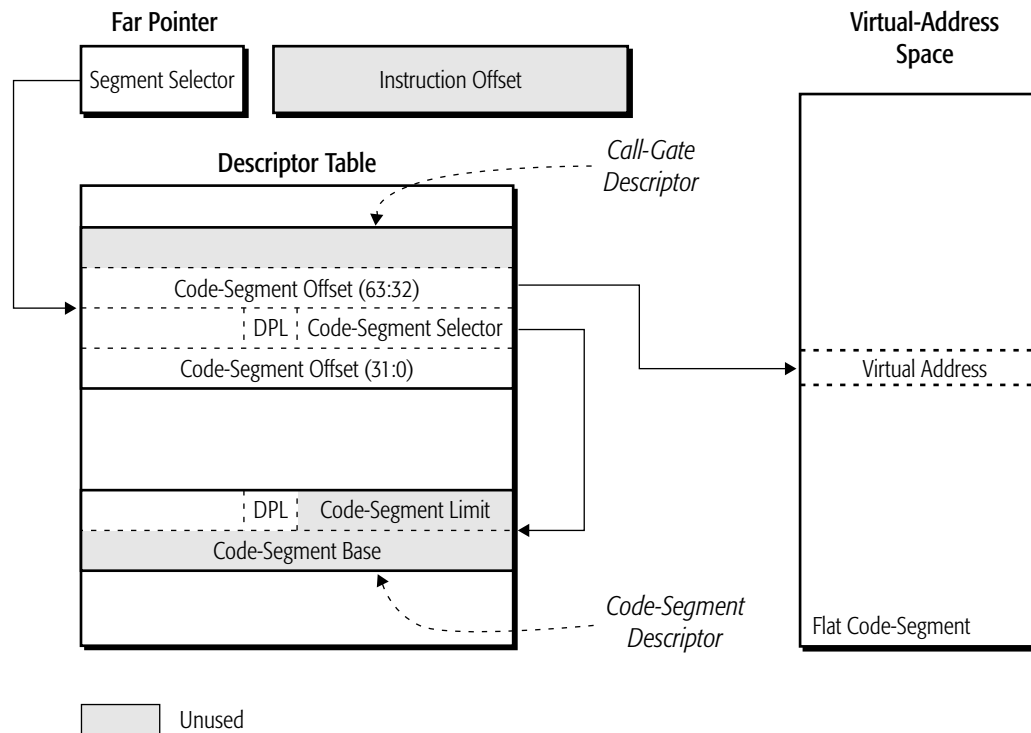 Far Pointer
Virtual-Address
Space
Segment Selector
Instruction Offset
Descriptor Table
Call-Gate
Descriptor
Code-Segment Offset (63:32)
DPL
Code-Segment Selector
Code-Segment Offset (31:0)
Virtual Address
DPL
Code-Segment Limit
Code-Segment Base
Code-Segment
Descriptor
Flat Code-Segment
Unused